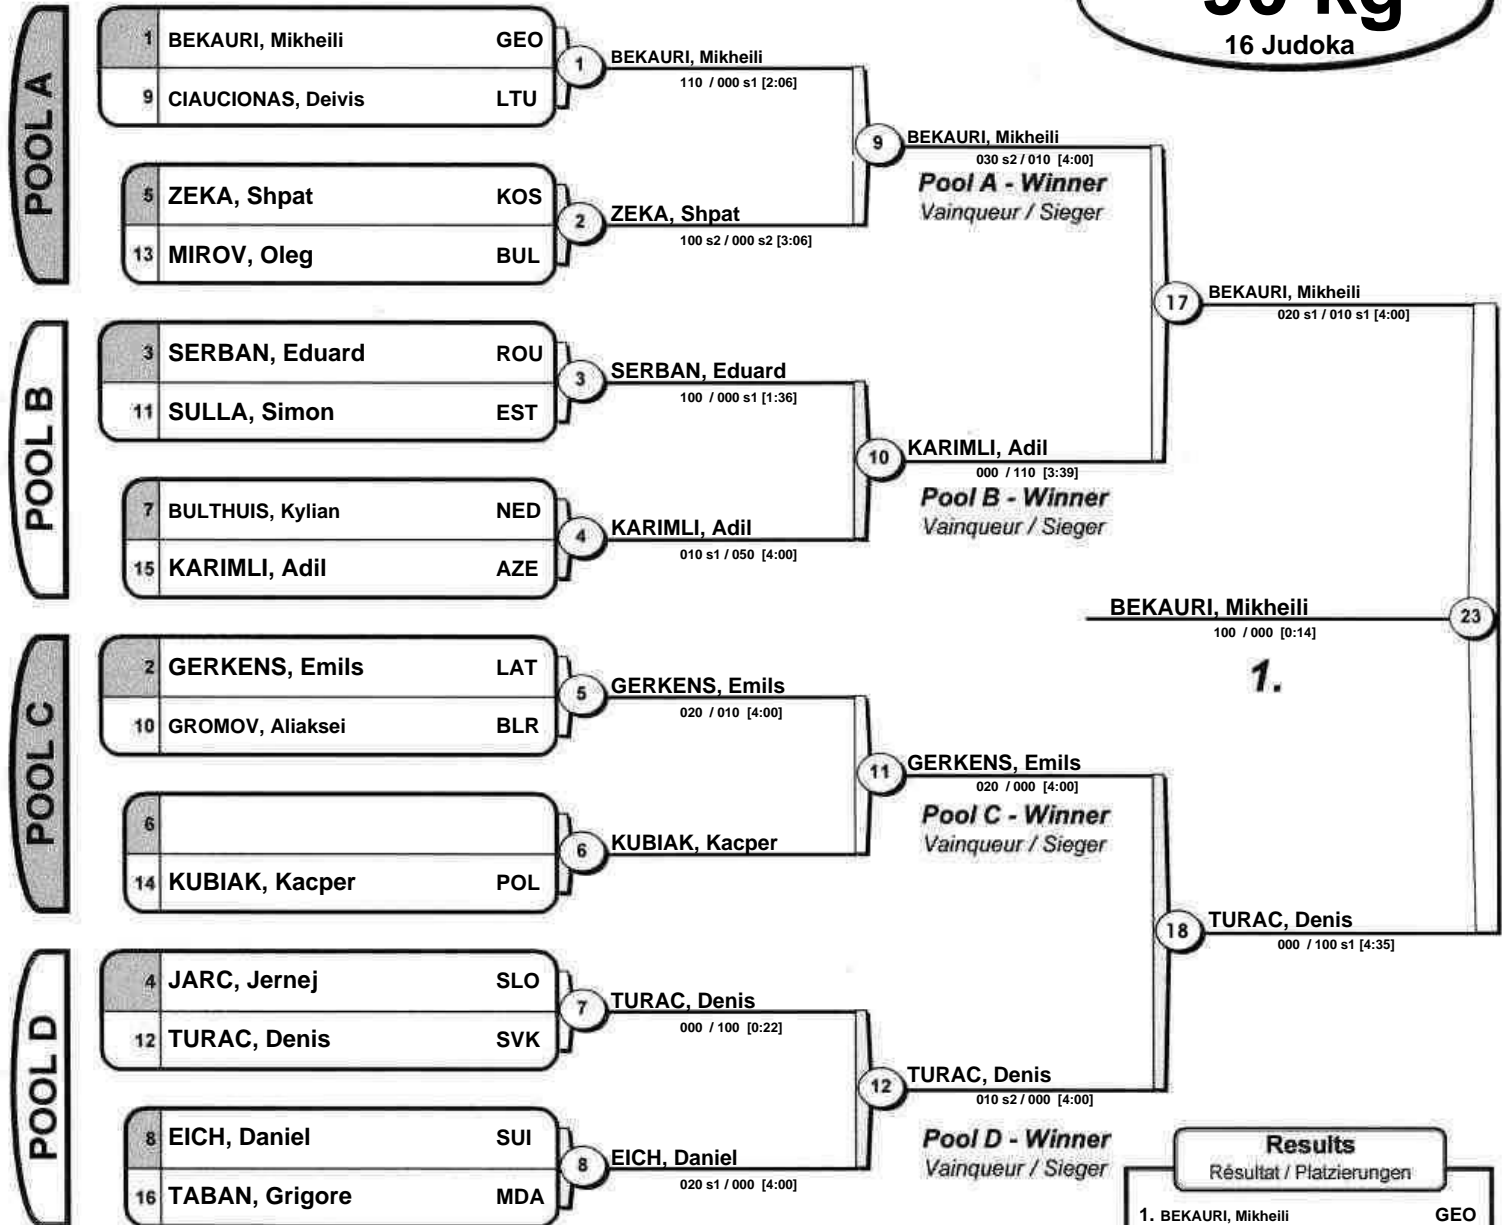 90 kg
16 Judoka
POOL A
1 BEKAURI, Mikheili GEO
9 CIAUCIONAS, Deivis LTU
1
BEKAURI, Mikheili
110 / 000 s1 [2:06]
5 ZEKA, Shpat KOS
13 MIROV, Oleg BUL
2
ZEKA, Shpat
100 s2 / 000 s2 [3:06]
9
BEKAURI, Mikheili
030 s2 / 010 [4:00]
Pool A - Winner
Vainqueur / Sieger
POOL B
3 SERBAN, Eduard ROU
11 SULLA, Simon EST
3
SERBAN, Eduard
100 / 000 s1 [1:36]
7 BULTHUIS, Kylian NED
15 KARIMLI, Adil AZE
4
KARIMLI, Adil
010 s1 / 050 [4:00]
10
KARIMLI, Adil
000 / 110 [3:39]
Pool B - Winner
Vainqueur / Sieger
17
BEKAURI, Mikheili
020 s1 / 010 s1 [4:00]
POOL C
2 GERKENS, Emils LAT
10 GROMOV, Aliaksei BLR
5
GERKENS, Emils
020 / 010 [4:00]
6
14 KUBIAK, Kacper POL
6
KUBIAK, Kacper
11
GERKENS, Emils
020 / 000 [4:00]
Pool C - Winner
Vainqueur / Sieger
POOL D
4 JARC, Jernej SLO
12 TURAC, Denis SVK
7
TURAC, Denis
000 / 100 [0:22]
8 EICH, Daniel SUI
16 TABAN, Grigore MDA
8
EICH, Daniel
020 s1 / 000 [4:00]
12
TURAC, Denis
010 s2 / 000 [4:00]
Pool D - Winner
Vainqueur / Sieger
18
TURAC, Denis
000 / 100 s1 [4:35]
23
BEKAURI, Mikheili
100 / 000 [0:14]
1.
Results
Résultat / Platzierungen
1. BEKAURI, Mikheili GEO